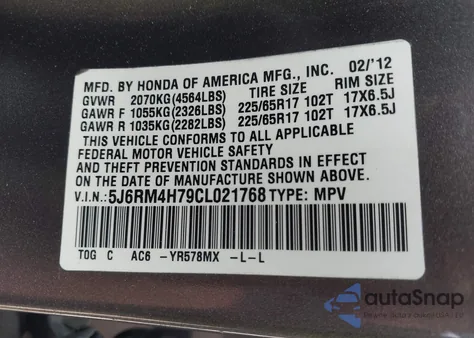 MFD. BY HONDA OF AMERICA MFG., INC. 02/'12
GVWR 2070KG(4564LBS) TIRE SIZE RIM SIZE
GAWR F 1055KG(2326LBS) 225/65R17 102T 17X6.5J
GAWR R 1035KG(2282LBS) 225/65R17 102T 17X6.5J
THIS VEHICLE CONFORMS TO ALL APPLICABLE
FEDERAL MOTOR VEHICLE SAFETY
AND THEFT PREVENTION STANDARDS IN EFFECT
ON THE DATE OF MANUFACTURE SHOWN ABOVE.
V.I.N.:5J6RM4H79CL021768 TYPE: MPV
T0G C AC6 -YR578MX -L-L
autoSnap